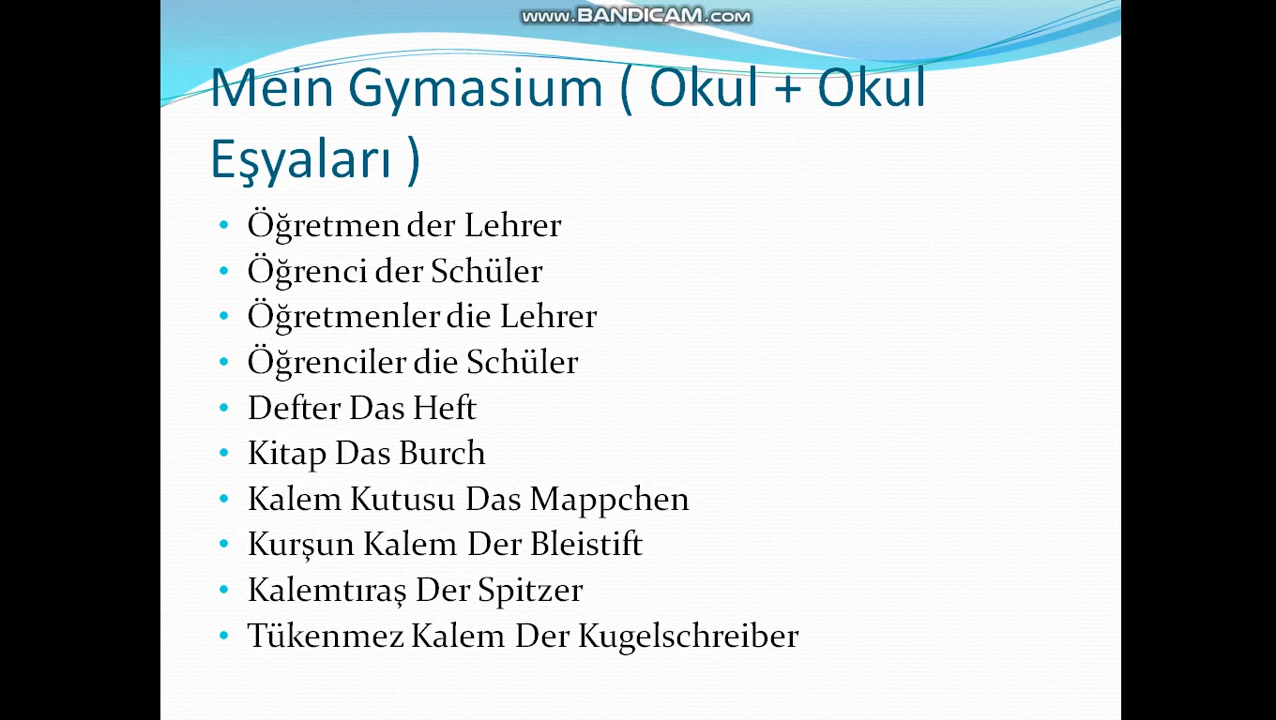 www.BANDICAM.com
Mein Gymasium ( Okul + Okul
Eşyaları )
• Öğretmen der Lehrer
• Öğrenci der Schüler
• Öğretmenler die Lehrer
• Öğrenciler die Schüler
• Defter Das Heft
• Kitap Das Burch
• Kalem Kutusu Das Mappchen
• Kurşun Kalem Der Bleistift
• Kalemtıraş Der Spitzer
• Tükenmez Kalem Der Kugelschreiber